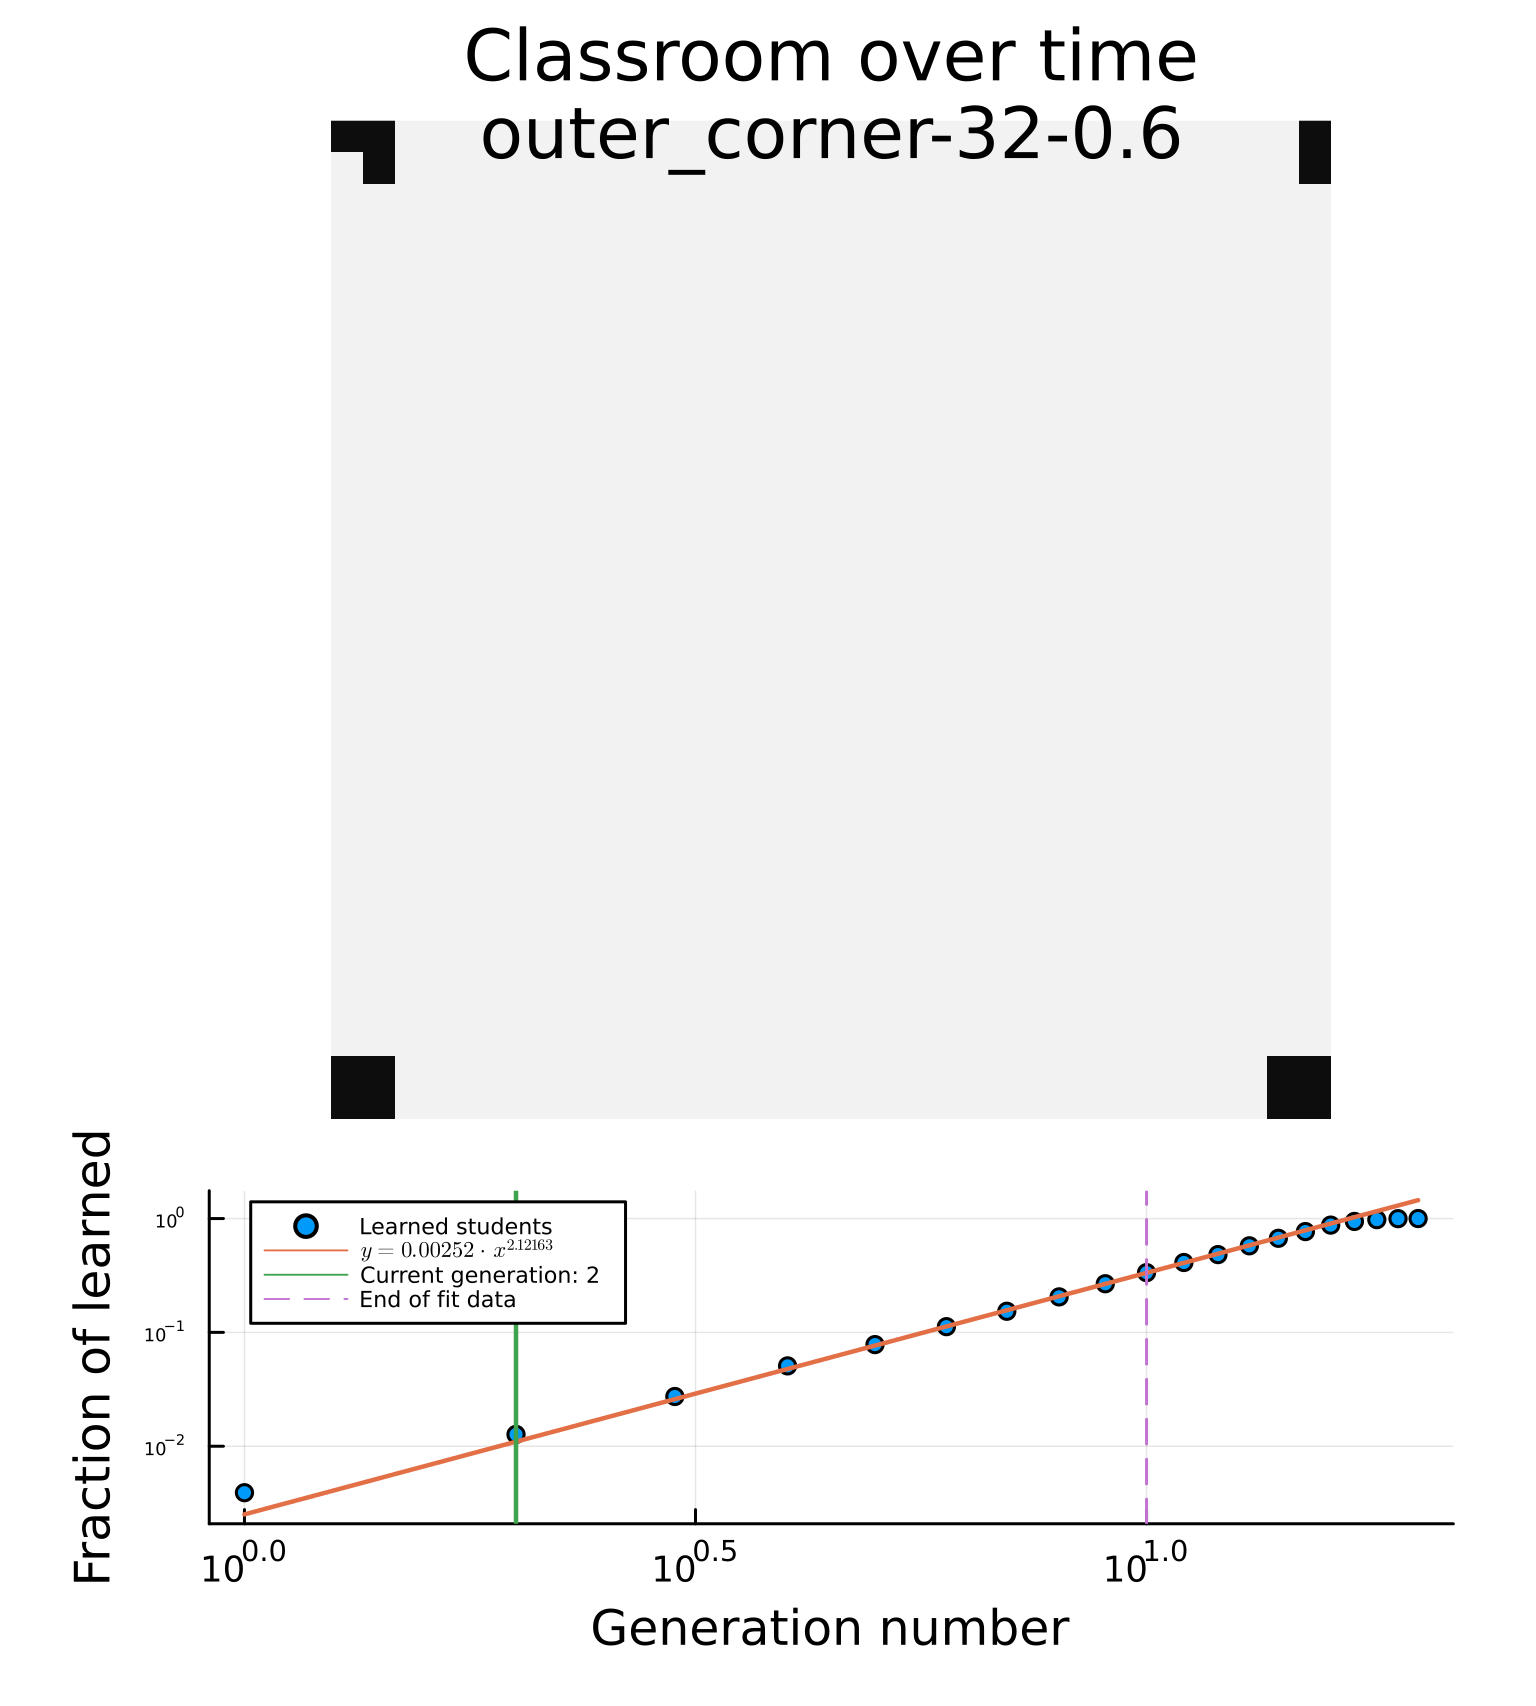 Classroom over time
outer_corner-32-0.6
Fraction of learned
10^0
10^-1
10^-2
Learned students
y = 0.00252 · x^2.12163
Current generation: 2
End of fit data
10^0.0
10^0.5
10^1.0
Generation number